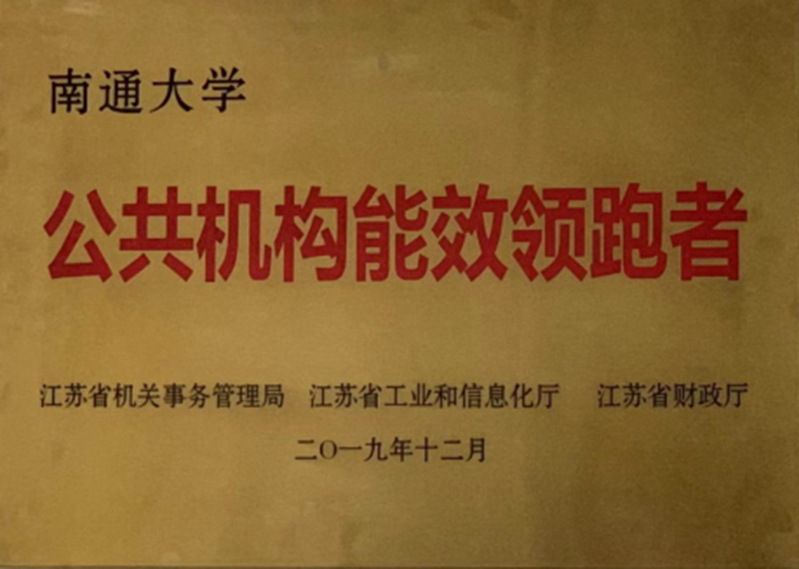 南通大学
公共机构能效领跑者
江苏省机关事务管理局 江苏省工业和信息化厅 江苏省财政厅
二〇一九年十二月